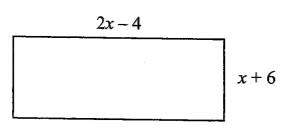 2x – 4
x + 6